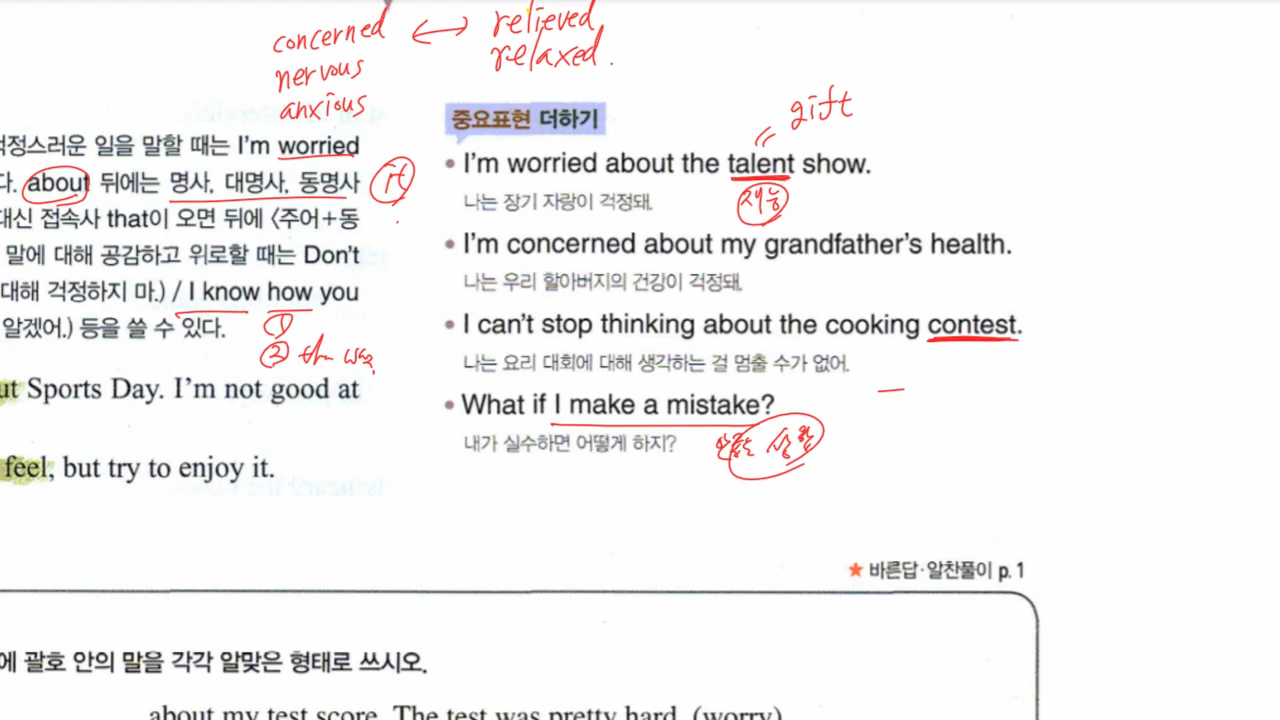 concerned ↔ relieved
nervous relaxed.
anxious
걱정스러운 일을 말할 때는 I'm worried
다. about 뒤에는 명사, 대명사, 동명사 it
대신 접속사 that이 오면 뒤에 〈주어+동
말에 대해 공감하고 위로할 때는 Don't
대해 걱정하지 마.) / I know how you
알겠어.) 등을 쓸 수 있다. ①
②
ut Sports Day. I'm not good at
feel, but try to enjoy it.
중요표현 더하기
gift
• I'm worried about the talent show.
나는 장기 자랑이 걱정돼. 재능
• I'm concerned about my grandfather's health.
나는 우리 할아버지의 건강이 걱정돼.
• I can't stop thinking about the cooking contest.
나는 요리 대회에 대해 생각하는 걸 멈출 수가 없어.
• What if I make a mistake?
내가 실수하면 어떻게 하지? 상황
★ 바른답·알찬풀이 p. 1
에 괄호 안의 말을 각각 알맞은 형태로 쓰시오.
about my test score. The test was pretty hard. (worry)